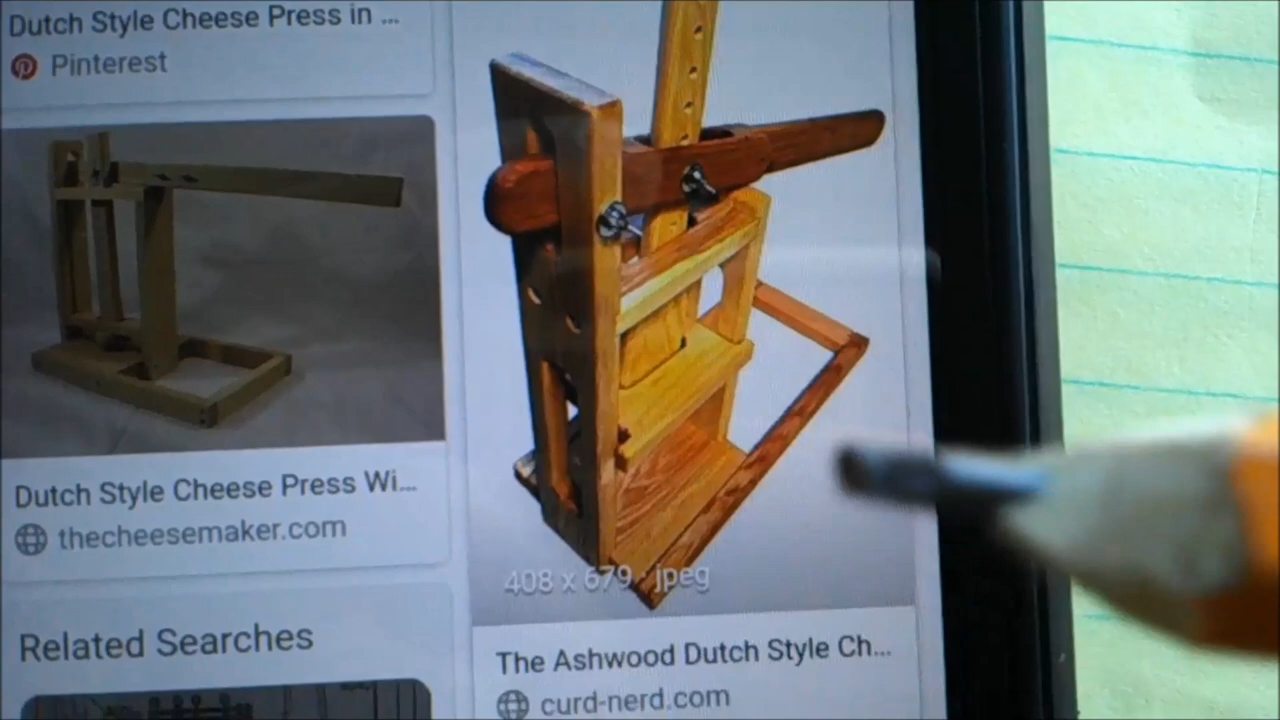 Dutch Style Cheese Press in ...
Pinterest
Dutch Style Cheese Press Wi...
thecheesemaker.com
Related Searches
408 x 679 · jpeg
The Ashwood Dutch Style Ch...
curd-nerd.com